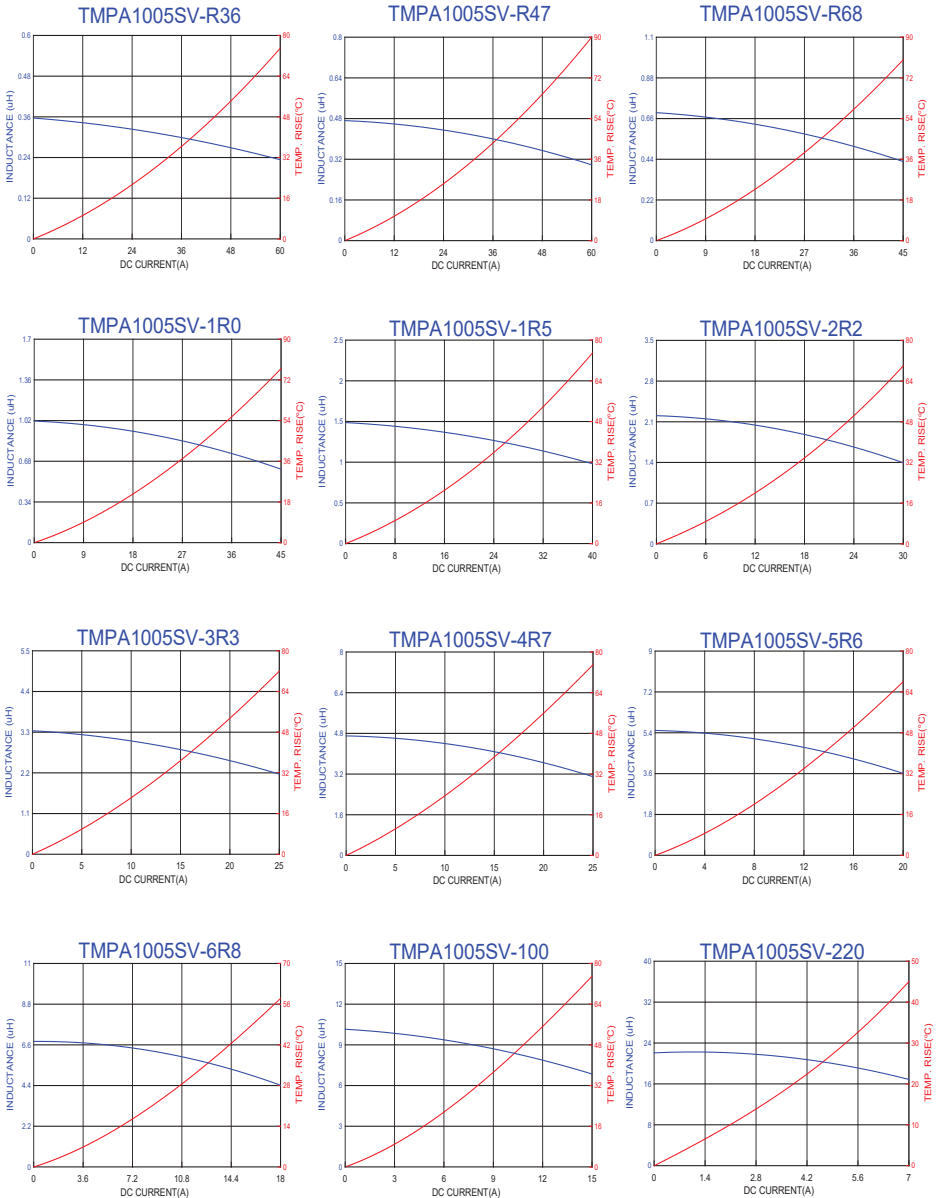 TMPA1005SV-R36
0.6
0.48
0.36
0.24
0.12
0
INDUCTANCE (uH)
80
64
48
32
16
0
TEMP. RISE(°C)
0 12 24 36 48 60
DC CURRENT(A)
TMPA1005SV-R47
0.8
0.64
0.48
0.32
0.16
0
INDUCTANCE (uH)
90
72
54
36
18
0
TEMP. RISE(°C)
0 12 24 36 48 60
DC CURRENT(A)
TMPA1005SV-R68
1.1
0.88
0.66
0.44
0.22
0
INDUCTANCE (uH)
90
72
54
36
18
0
TEMP. RISE(°C)
0 9 18 27 36 45
DC CURRENT(A)
TMPA1005SV-1R0
1.7
1.36
1.02
0.68
0.34
0
INDUCTANCE (uH)
90
72
54
36
18
0
TEMP. RISE(°C)
0 9 18 27 36 45
DC CURRENT(A)
TMPA1005SV-1R5
2.5
2
1.5
1
0.5
0
INDUCTANCE (uH)
80
64
48
32
16
0
TEMP. RISE(°C)
0 8 16 24 32 40
DC CURRENT(A)
TMPA1005SV-2R2
3.5
2.8
2.1
1.4
0.7
0
INDUCTANCE (uH)
80
64
48
32
16
0
TEMP. RISE(°C)
0 6 12 18 24 30
DC CURRENT(A)
TMPA1005SV-3R3
5.5
4.4
3.3
2.2
1.1
0
INDUCTANCE (uH)
80
64
48
32
16
0
TEMP. RISE(°C)
0 5 10 15 20 25
DC CURRENT(A)
TMPA1005SV-4R7
8
6.4
4.8
3.2
1.6
0
INDUCTANCE (uH)
80
64
48
32
16
0
TEMP. RISE(°C)
0 5 10 15 20 25
DC CURRENT(A)
TMPA1005SV-5R6
9
7.2
5.4
3.6
1.8
0
INDUCTANCE (uH)
80
64
48
32
16
0
TEMP. RISE(°C)
0 4 8 12 16 20
DC CURRENT(A)
TMPA1005SV-6R8
11
8.8
6.6
4.4
2.2
0
INDUCTANCE (uH)
70
56
42
28
14
0
TEMP. RISE(°C)
0 3.6 7.2 10.8 14.4 18
DC CURRENT(A)
TMPA1005SV-100
15
12
9
6
3
0
INDUCTANCE (uH)
80
64
48
32
16
0
TEMP. RISE(°C)
0 3 6 9 12 15
DC CURRENT(A)
TMPA1005SV-220
40
32
24
16
8
0
INDUCTANCE (uH)
50
40
30
20
10
0
TEMP. RISE(°C)
0 1.4 2.8 4.2 5.6 7
DC CURRENT(A)